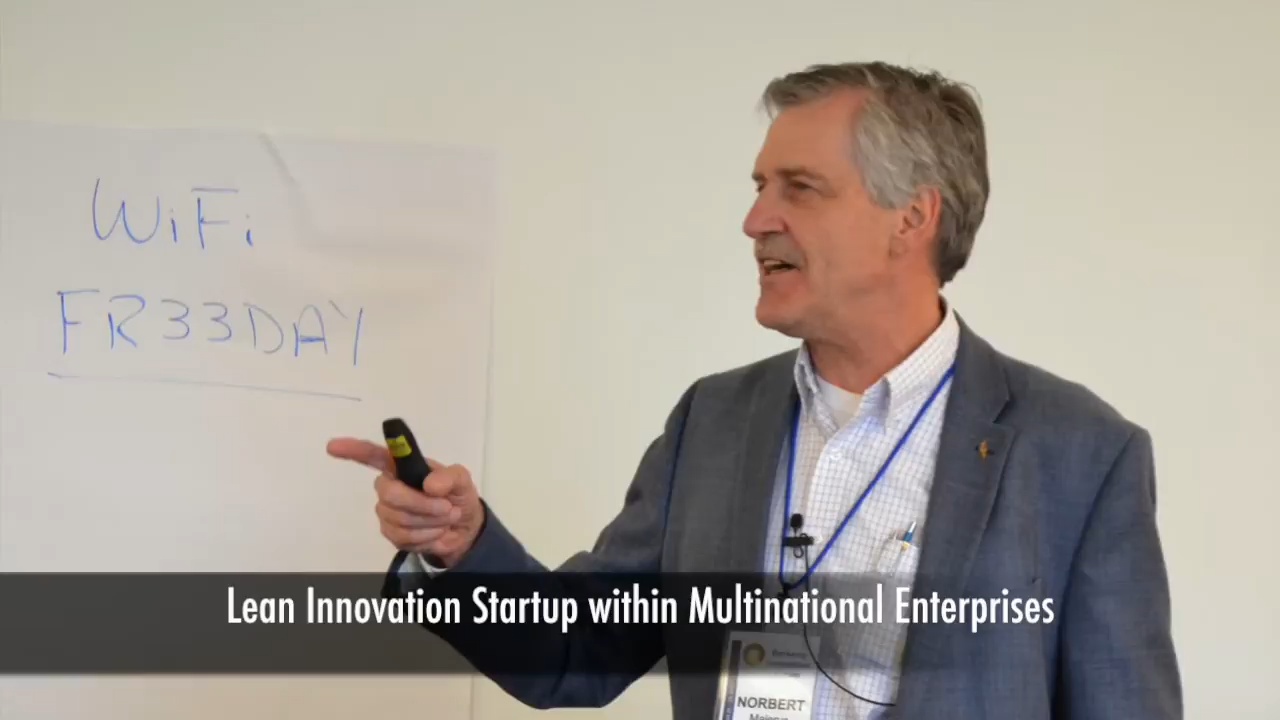 WiFi
FR33DAY
Lean Innovation Startup within Multinational Enterprises
NORBERT